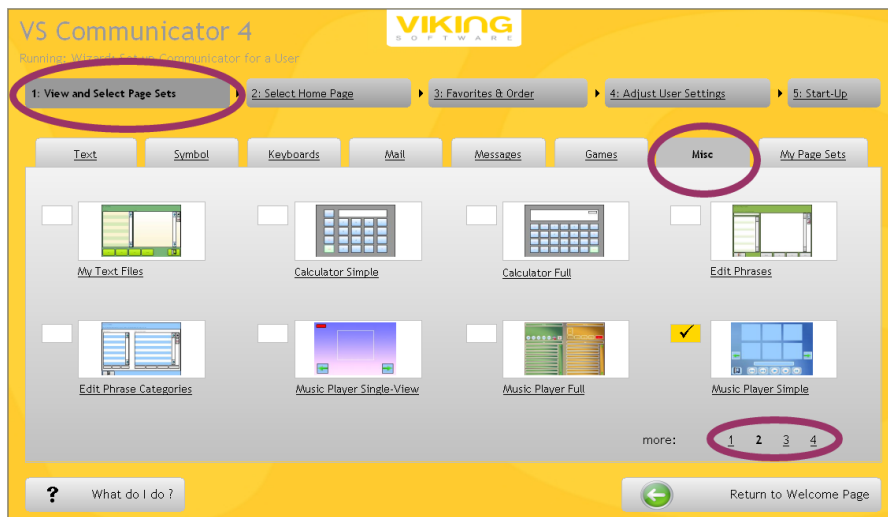 VS Communicator 4
VIKING
SOFTWARE
Running: Wizard: Set up Communicator for a User
1: View and Select Page Sets
2: Select Home Page
3: Favorites & Order
4: Adjust User Settings
5: Start-Up
Text
Symbol
Keyboards
Mail
Messages
Games
Misc
My Page Sets
My Text Files
Calculator Simple
Calculator Full
Edit Phrases
Edit Phrase Categories
Music Player Single-View
Music Player Full
Music Player Simple
more: 1 2 3 4
? What do I do ?
Return to Welcome Page